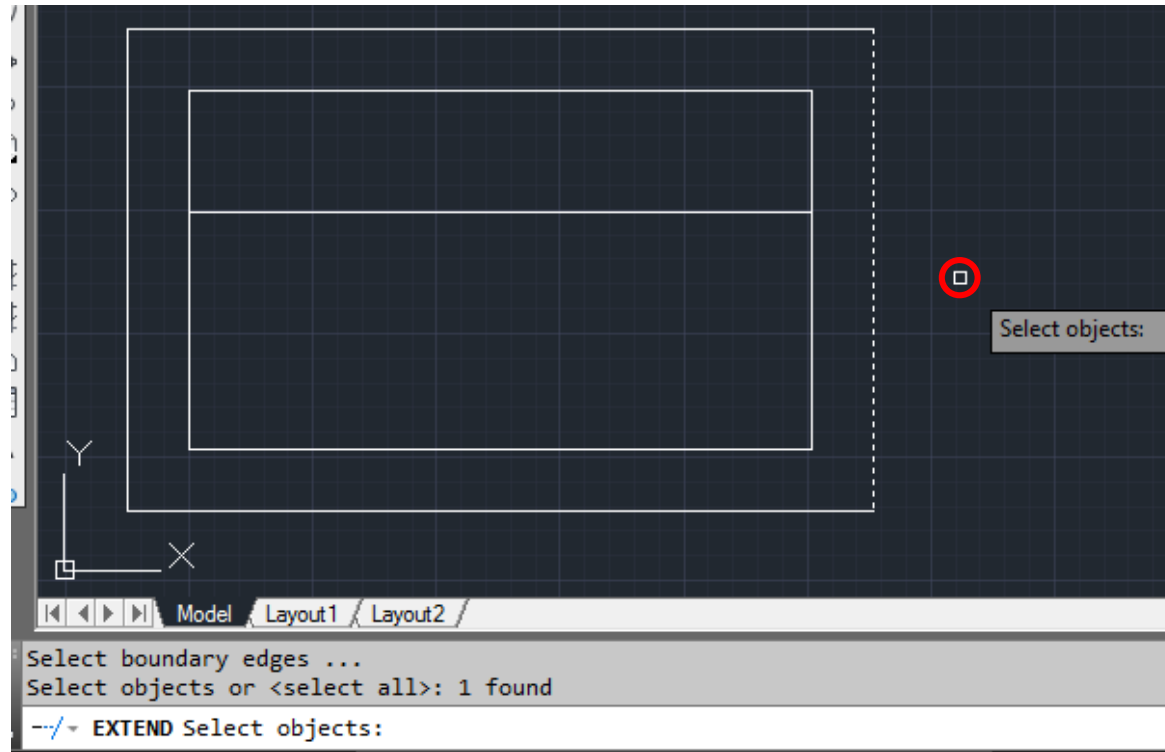 Select objects:
Y
X
Model Layout1 Layout2
Select boundary edges ...
Select objects or <select all>: 1 found
EXTEND Select objects: